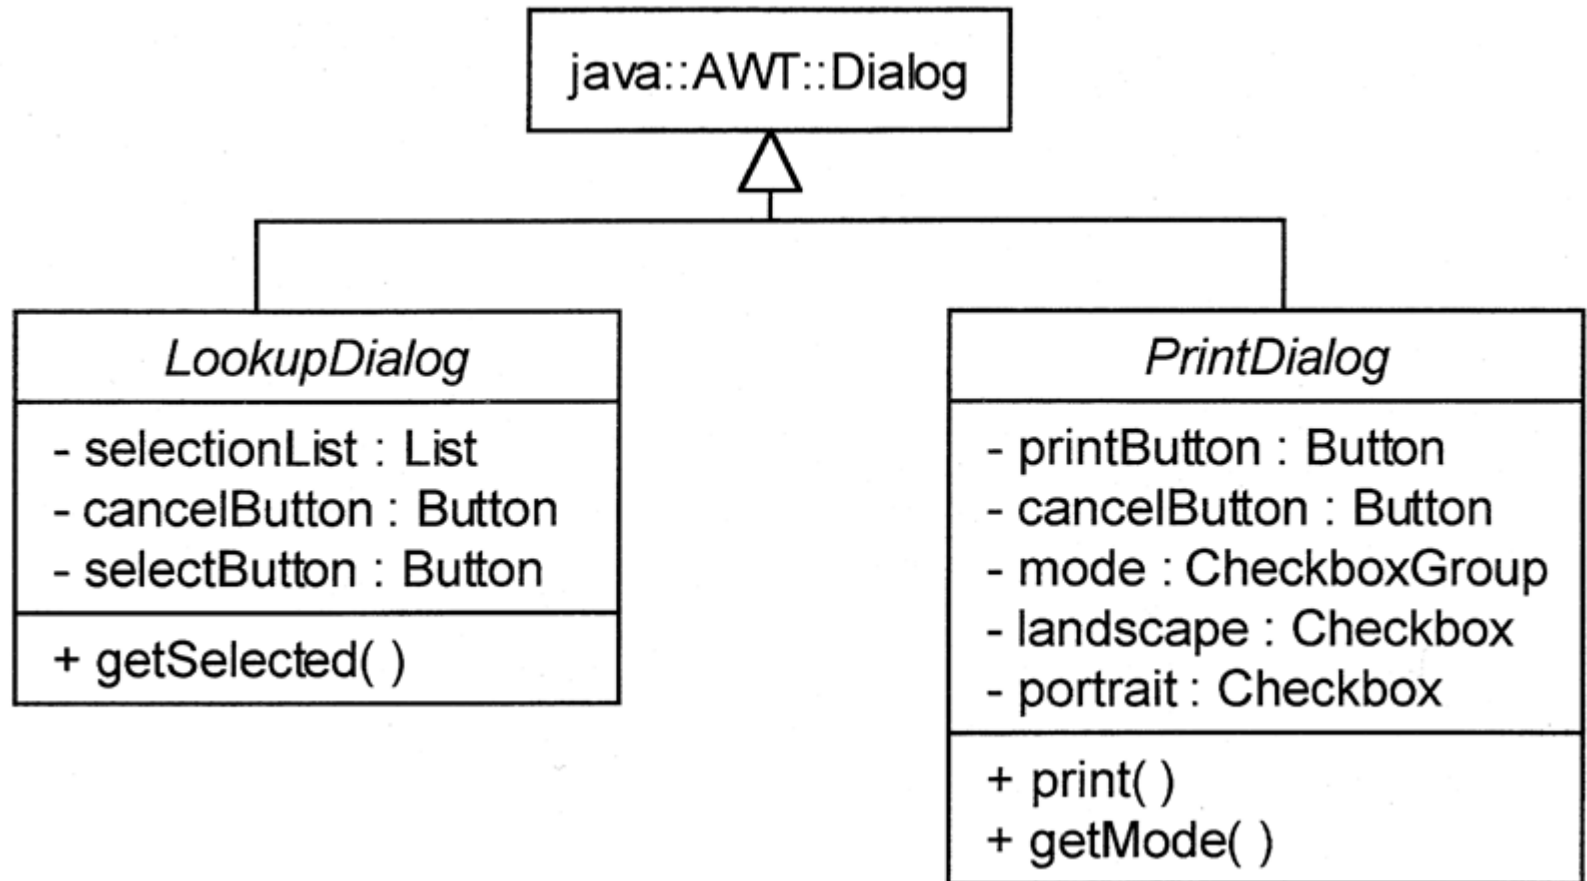 java::AWT::Dialog
LookupDialog
- selectionList : List
- cancelButton : Button
- selectButton : Button
+ getSelected( )
PrintDialog
- printButton : Button
- cancelButton : Button
- mode : CheckboxGroup
- landscape : Checkbox
- portrait : Checkbox
+ print( )
+ getMode( )